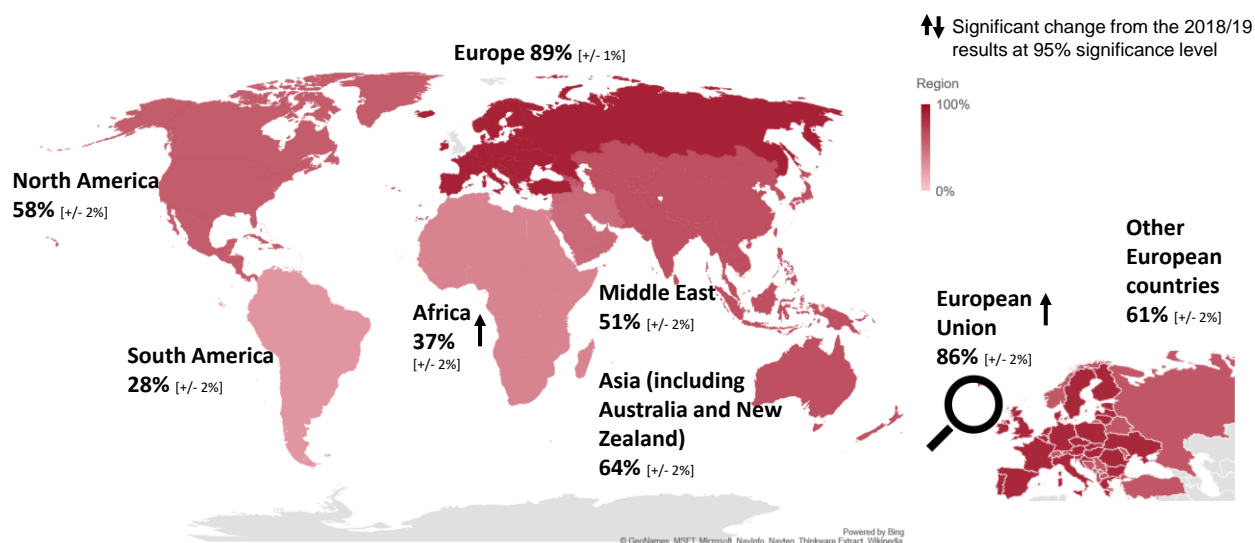 Significant change from the 2018/19
results at 95% significance level
Europe 89% [+/- 1%]
Region
100%
0%
North America
58% [+/- 2%]
Other
European
countries
61% [+/- 2%]
European
Union
86% [+/- 2%]
Middle East
51% [+/- 2%]
Africa
37%
[+/- 2%]
South America
28% [+/- 2%]
Asia (including
Australia and New
Zealand)
64% [+/- 2%]
Powered by Bing
© GeoNames, MSFT, Microsoft, NavInfo, Navteq, Thinkware Extract, Wikipedia